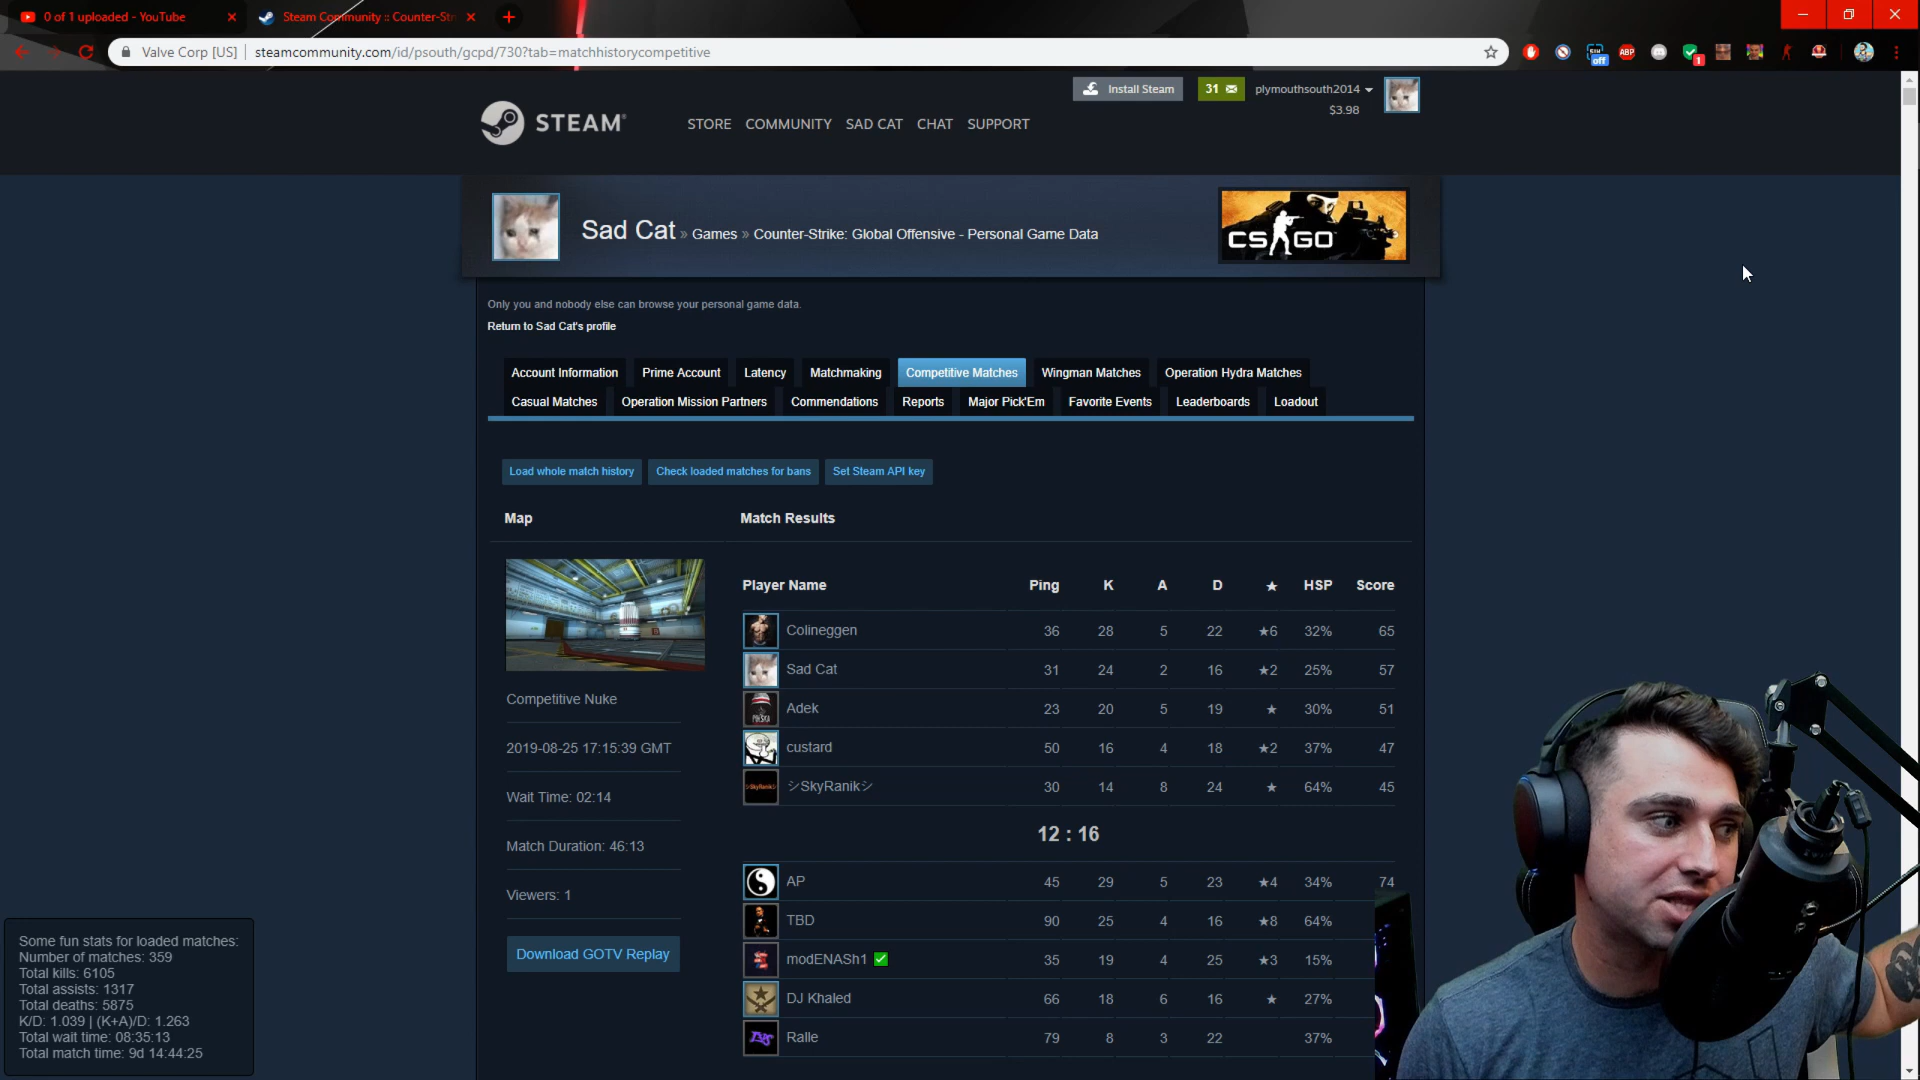 0 of 1 uploaded - YouTube
Steam Community :: Counter-Str
Valve Corp [US] | steamcommunity.com/id/psouth/gcpd/730?tab=matchhistorycompetitive
off
ABP
1
Install Steam
31
plymouthsouth2014
$3.98
STEAM
STORE COMMUNITY SAD CAT CHAT SUPPORT
Sad Cat » Games » Counter-Strike: Global Offensive - Personal Game Data
CS GO
Only you and nobody else can browse your personal game data.
Return to Sad Cat's profile
Account Information Prime Account Latency Matchmaking Competitive Matches Wingman Matches Operation Hydra Matches
Casual Matches Operation Mission Partners Commendations Reports Major Pick'Em Favorite Events Leaderboards Loadout
Load whole match history Check loaded matches for bans Set Steam API key
Map Match Results
Player Name Ping K A D ★ HSP Score
Colineggen 36 28 5 22 ★6 32% 65
Sad Cat 31 24 2 16 ★2 25% 57
Adek 23 20 5 19 ★ 30% 51
custard 50 16 4 18 ★2 37% 47
シSkyRanikシ 30 14 8 24 ★ 64% 45
12 : 16
AP 45 29 5 23 ★4 34% 74
TBD 90 25 4 16 ★8 64%
modENASh1 35 19 4 25 ★3 15%
DJ Khaled 66 18 6 16 ★ 27%
Ralle 79 8 3 22 37%
Competitive Nuke
2019-08-25 17:15:39 GMT
Wait Time: 02:14
Match Duration: 46:13
Viewers: 1
Download GOTV Replay
Some fun stats for loaded matches:
Number of matches: 359
Total kills: 6105
Total assists: 1317
Total deaths: 5875
K/D: 1.039 | (K+A)/D: 1.263
Total wait time: 08:35:13
Total match time: 9d 14:44:25